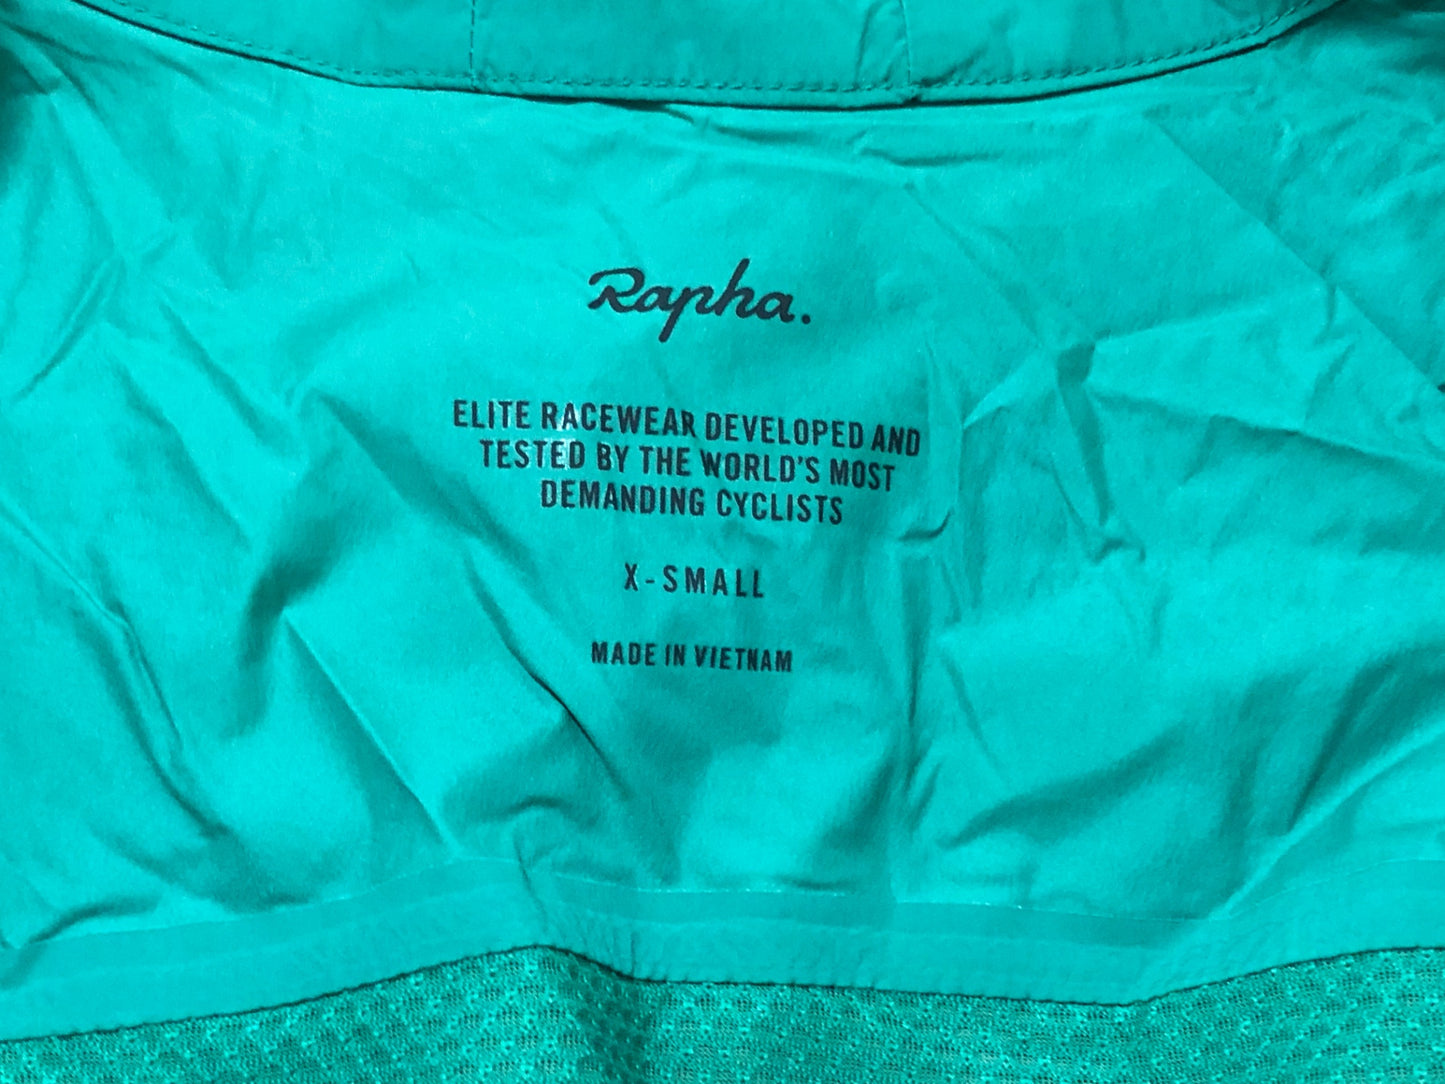 Rapha.
ELITE RACEWEAR DEVELOPED AND
TESTED BY THE WORLD'S MOST
DEMANDING CYCLISTS
X-SMALL
MADE IN VIETNAM